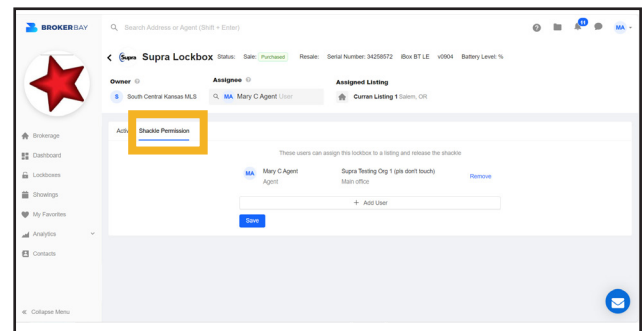 BROKERBAY
Search Address or Agent (Shift + Enter)
11
MA
Supra Supra Lockbox Status: Sale: Purchased Resale: Serial Number: 34258572 iBox BT LE v0904 Battery Level: %
Owner Assignee Assigned Listing
S South Central Kansas MLS MA Mary C Agent User Curran Listing 1 Salem, OR
Activ Shackle Permission
These users can assign this lockbox to a listing and release the shackle
MA Mary C Agent Supra Testing Org 1 (pls don't touch) Remove
Agent Main office
+ Add User
Save
Brokerage
Dashboard
Lockboxes
Showings
My Favorites
Analytics
Contacts
Collapse Menu